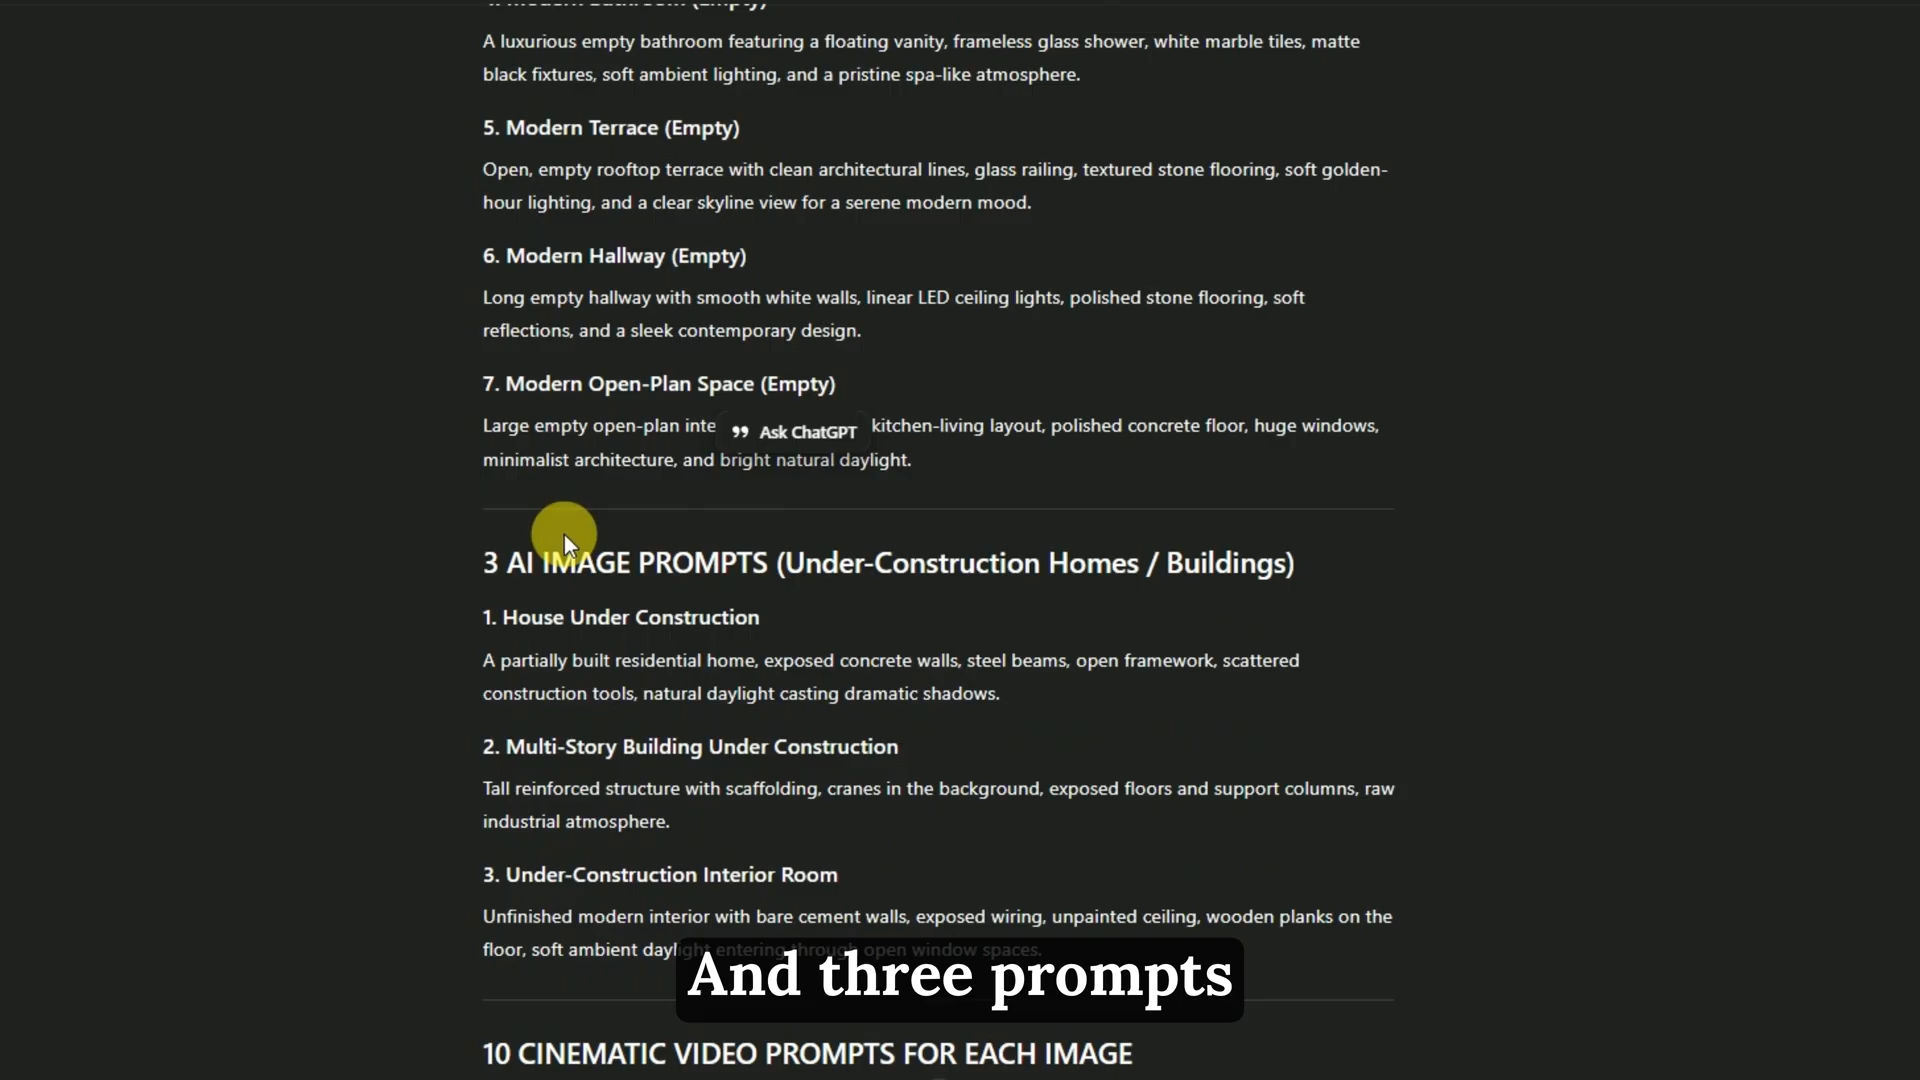 4. Modern Bathroom (Empty)
A luxurious empty bathroom featuring a floating vanity, frameless glass shower, white marble tiles, matte
black fixtures, soft ambient lighting, and a pristine spa-like atmosphere.
5. Modern Terrace (Empty)
Open, empty rooftop terrace with clean architectural lines, glass railing, textured stone flooring, soft golden-
hour lighting, and a clear skyline view for a serene modern mood.
6. Modern Hallway (Empty)
Long empty hallway with smooth white walls, linear LED ceiling lights, polished stone flooring, soft
reflections, and a sleek contemporary design.
7. Modern Open-Plan Space (Empty)
Large empty open-plan inte kitchen-living layout, polished concrete floor, huge windows,
Ask ChatGPT
minimalist architecture, and bright natural daylight.
3 AI IMAGE PROMPTS (Under-Construction Homes / Buildings)
1. House Under Construction
A partially built residential home, exposed concrete walls, steel beams, open framework, scattered
construction tools, natural daylight casting dramatic shadows.
2. Multi-Story Building Under Construction
Tall reinforced structure with scaffolding, cranes in the background, exposed floors and support columns, raw
industrial atmosphere.
3. Under-Construction Interior Room
Unfinished modern interior with bare cement walls, exposed wiring, unpainted ceiling, wooden planks on the
floor, soft ambient daylight entering through open window spaces.
And three prompts
10 CINEMATIC VIDEO PROMPTS FOR EACH IMAGE